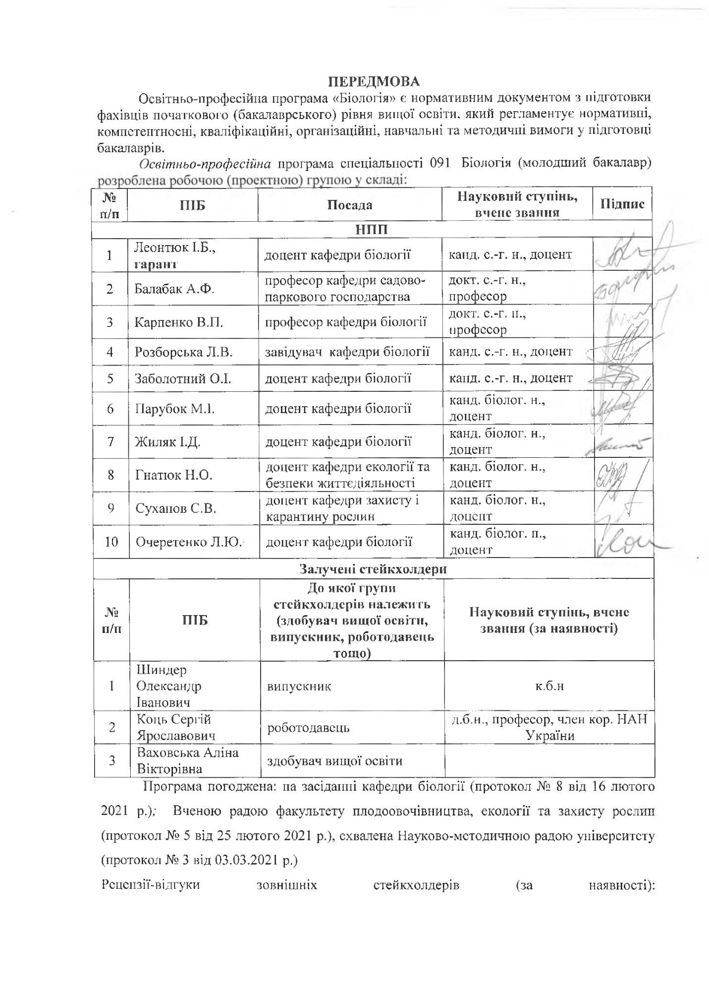 ПЕРЕДМОВА
Освітньо-професійна програма «Біологія» є нормативним документом з підготовки
фахівців початкового (бакалаврського) рівня вищої освіти, який регламентує нормативні,
компетентносні, кваліфікаційні, організаційні, навчальні та методичні вимоги у підготовці
бакалаврів.
Освітньо-професійна програма спеціальності 091 Біологія (молодший бакалавр)
розроблена робочою (проектною) групою у складі:
№ п/п ПІБ Посада Науковий ступінь, вчене звання Підпис
НПП
1 Леонтюк І.Б., гарант доцент кафедри біології канд. с.-г. н., доцент
2 Балабак А.Ф. професор кафедри садово-паркового господарства докт. с.-г. н., професор
3 Карпенко В.П. професор кафедри біології докт. с.-г. н., професор
4 Розборська Л.В. завідувач кафедри біології канд. с.-г. н., доцент
5 Заболотний О.І. доцент кафедри біології канд. с.-г. н., доцент
6 Парубок М.І. доцент кафедри біології канд. біолог. н., доцент
7 Жиляк І.Д. доцент кафедри біології канд. біолог. н., доцент
8 Гнатюк Н.О. доцент кафедри екології та безпеки життєдіяльності канд. біолог. н., доцент
9 Суханов С.В. доцент кафедри захисту і карантину рослин канд. біолог. н., доцент
10 Очеретенко Л.Ю. доцент кафедри біології канд. біолог. н., доцент
Залучені стейкхолдери
№ п/п ПІБ До якої групи стейкхолдерів належить (здобувач вищої освіти, випускник, роботодавець тощо) Науковий ступінь, вчене звання (за наявності)
1 Шиндер Олександр Іванович випускник к.б.н
2 Коць Сергій Ярославович роботодавець д.б.н., професор, член кор. НАН України
3 Ваховська Аліна Вікторівна здобувач вищої освіти
Програма погоджена: на засіданні кафедри біології (протокол № 8 від 16 лютого
2021 р.); Вченою радою факультету плодоовочівництва, екології та захисту рослин
(протокол № 5 від 25 лютого 2021 р.), схвалена Науково-методичною радою університету
(протокол № 3 від 03.03.2021 р.)
Рецензії-відгуки зовнішніх стейкхолдерів (за наявності):